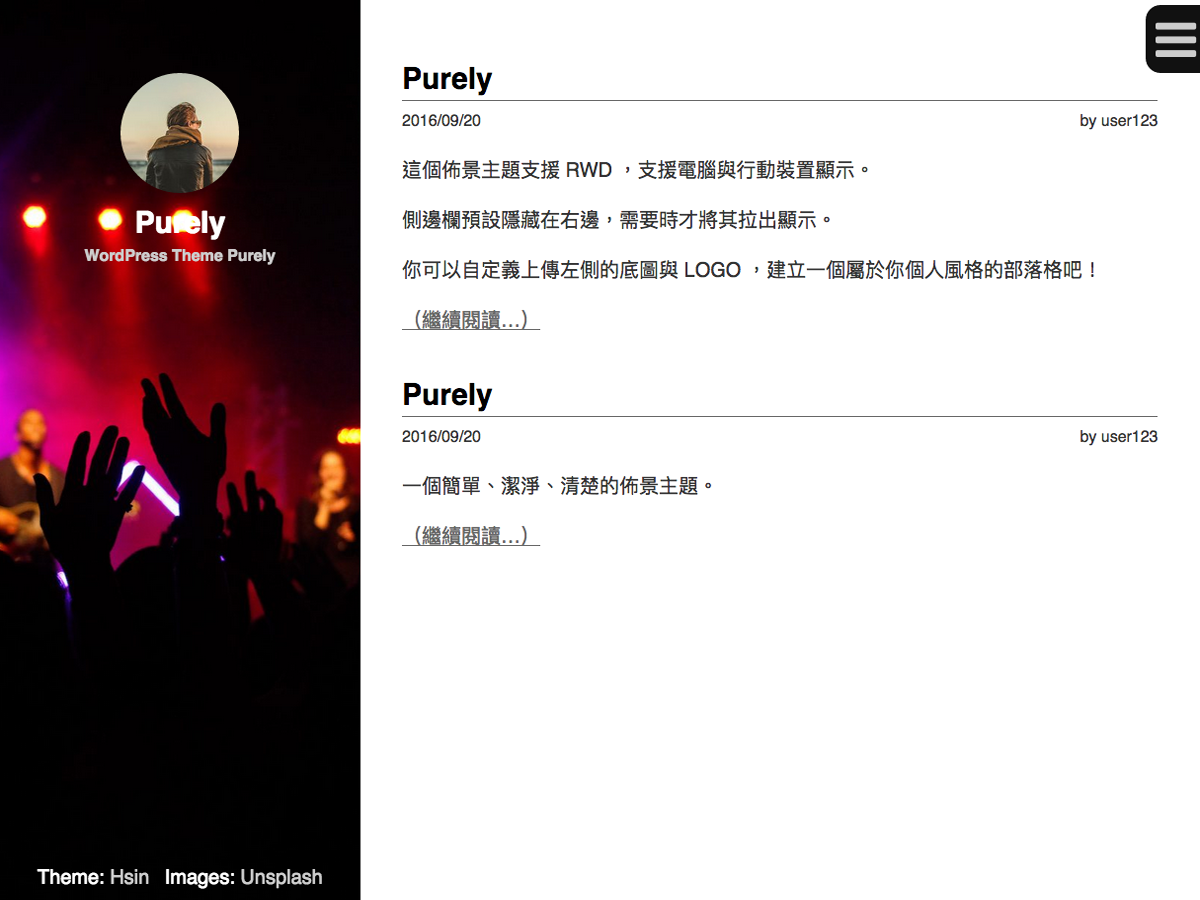 Purely
WordPress Theme Purely
Theme: Hsin Images: Unsplash
Purely
2016/09/20 by user123
這個佈景主題支援 RWD ，支援電腦與行動裝置顯示。
側邊欄預設隱藏在右邊，需要時才將其拉出顯示。
你可以自定義上傳左側的底圖與 LOGO ，建立一個屬於你個人風格的部落格吧！
（繼續閱讀…）
Purely
2016/09/20 by user123
一個簡單、潔淨、清楚的佈景主題。
（繼續閱讀…）